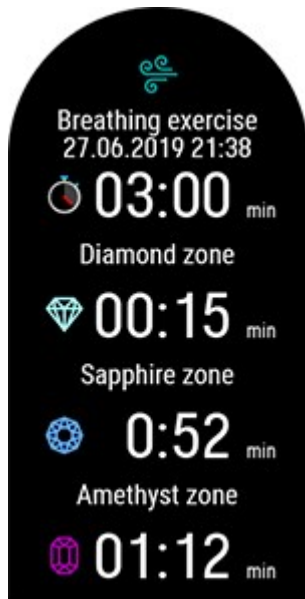 Breathing exercise
27.06.2019 21:38
03:00 min
Diamond zone
00:15 min
Sapphire zone
0:52 min
Amethyst zone
01:12 min